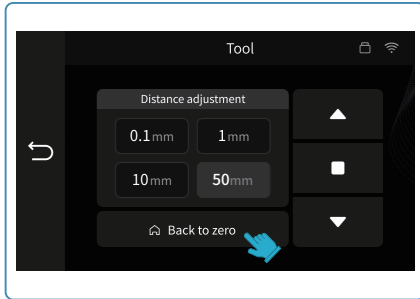 Tool
Distance adjustment
0.1mm 1mm
10mm 50mm
Back to zero